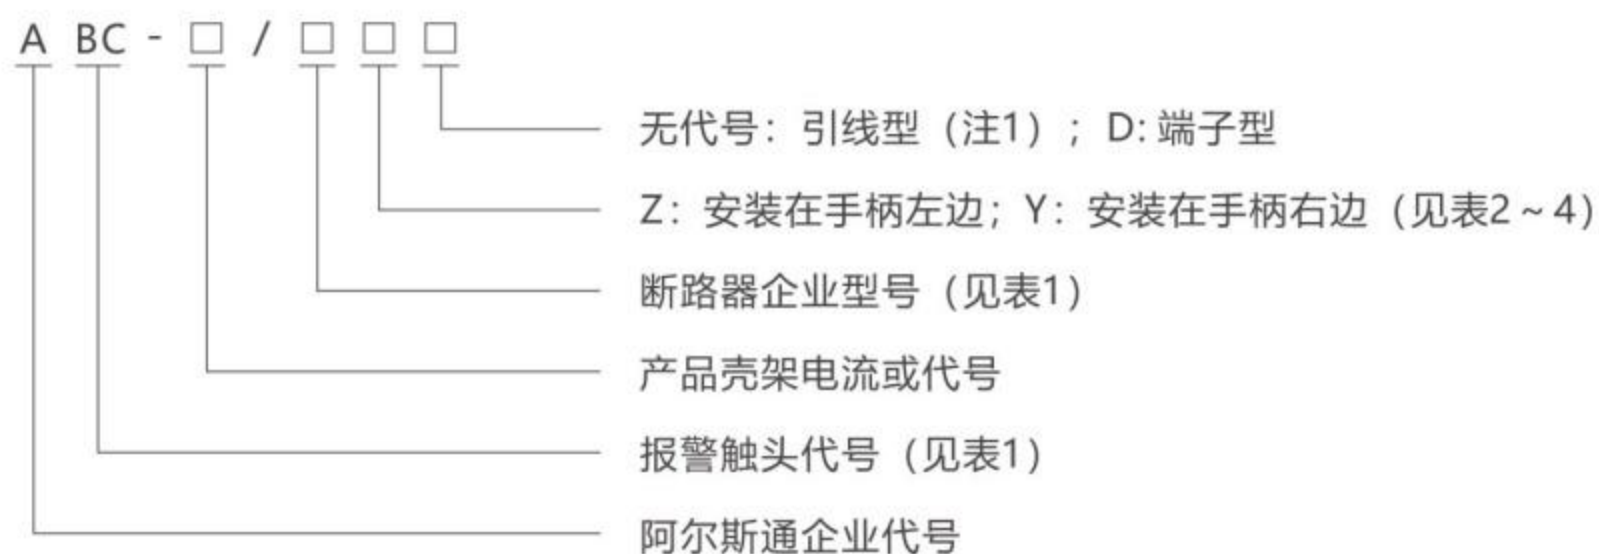 A BC - □ / □ □ □
无代号：引线型（注1）；D: 端子型
Z：安装在手柄左边；Y：安装在手柄右边（见表2～4）
断路器企业型号（见表1）
产品壳架电流或代号
报警触头代号（见表1）
阿尔斯通企业代号